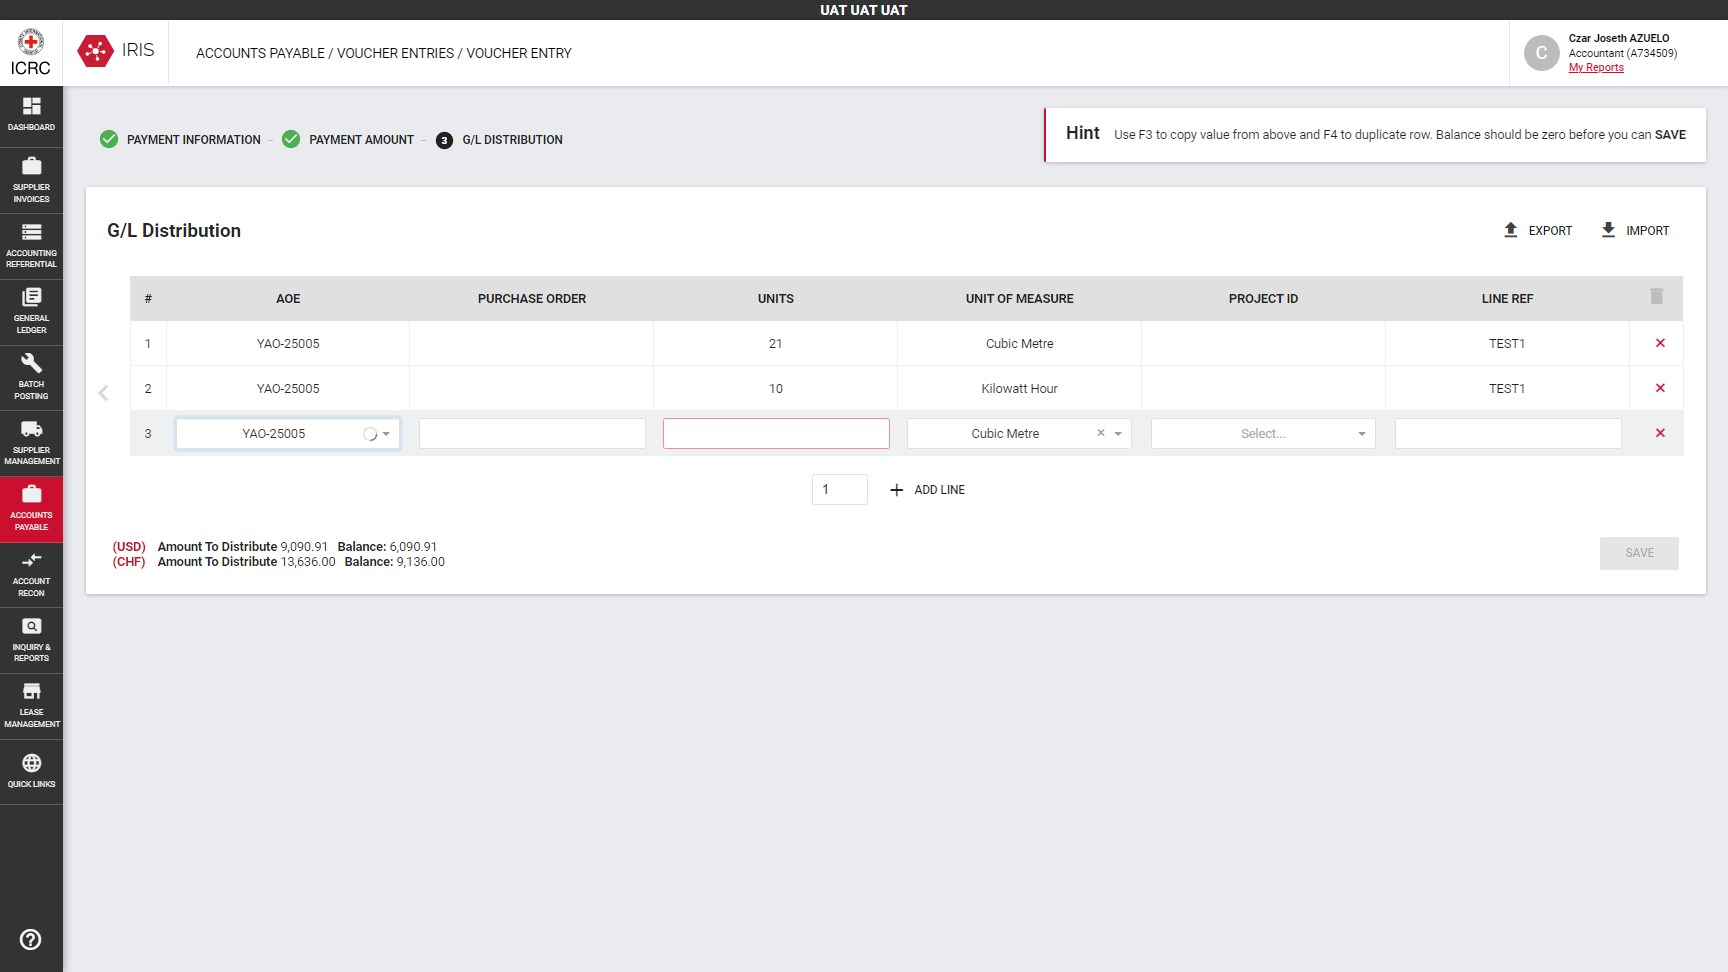 UAT UAT UAT
ICRC
IRIS
ACCOUNTS PAYABLE / VOUCHER ENTRIES / VOUCHER ENTRY
C
Czar Joseth AZUELO
Accountant (A734509)
My Reports
DASHBOARD
SUPPLIER
INVOICES
ACCOUNTING
REFERENTIAL
GENERAL
LEDGER
BATCH
POSTING
SUPPLIER
MANAGEMENT
ACCOUNTS
PAYABLE
ACCOUNT
RECON
INQUIRY &
REPORTS
LEASE
MANAGEMENT
QUICK LINKS
PAYMENT INFORMATION – PAYMENT AMOUNT – 3 G/L DISTRIBUTION
Hint Use F3 to copy value from above and F4 to duplicate row. Balance should be zero before you can SAVE
G/L Distribution
EXPORT IMPORT
# AOE PURCHASE ORDER UNITS UNIT OF MEASURE PROJECT ID LINE REF
1 YAO-25005 21 Cubic Metre TEST1
2 YAO-25005 10 Kilowatt Hour TEST1
3 YAO-25005 Cubic Metre Select...
1 + ADD LINE
(USD) Amount To Distribute 9,090.91 Balance: 6,090.91
(CHF) Amount To Distribute 13,636.00 Balance: 9,136.00
SAVE